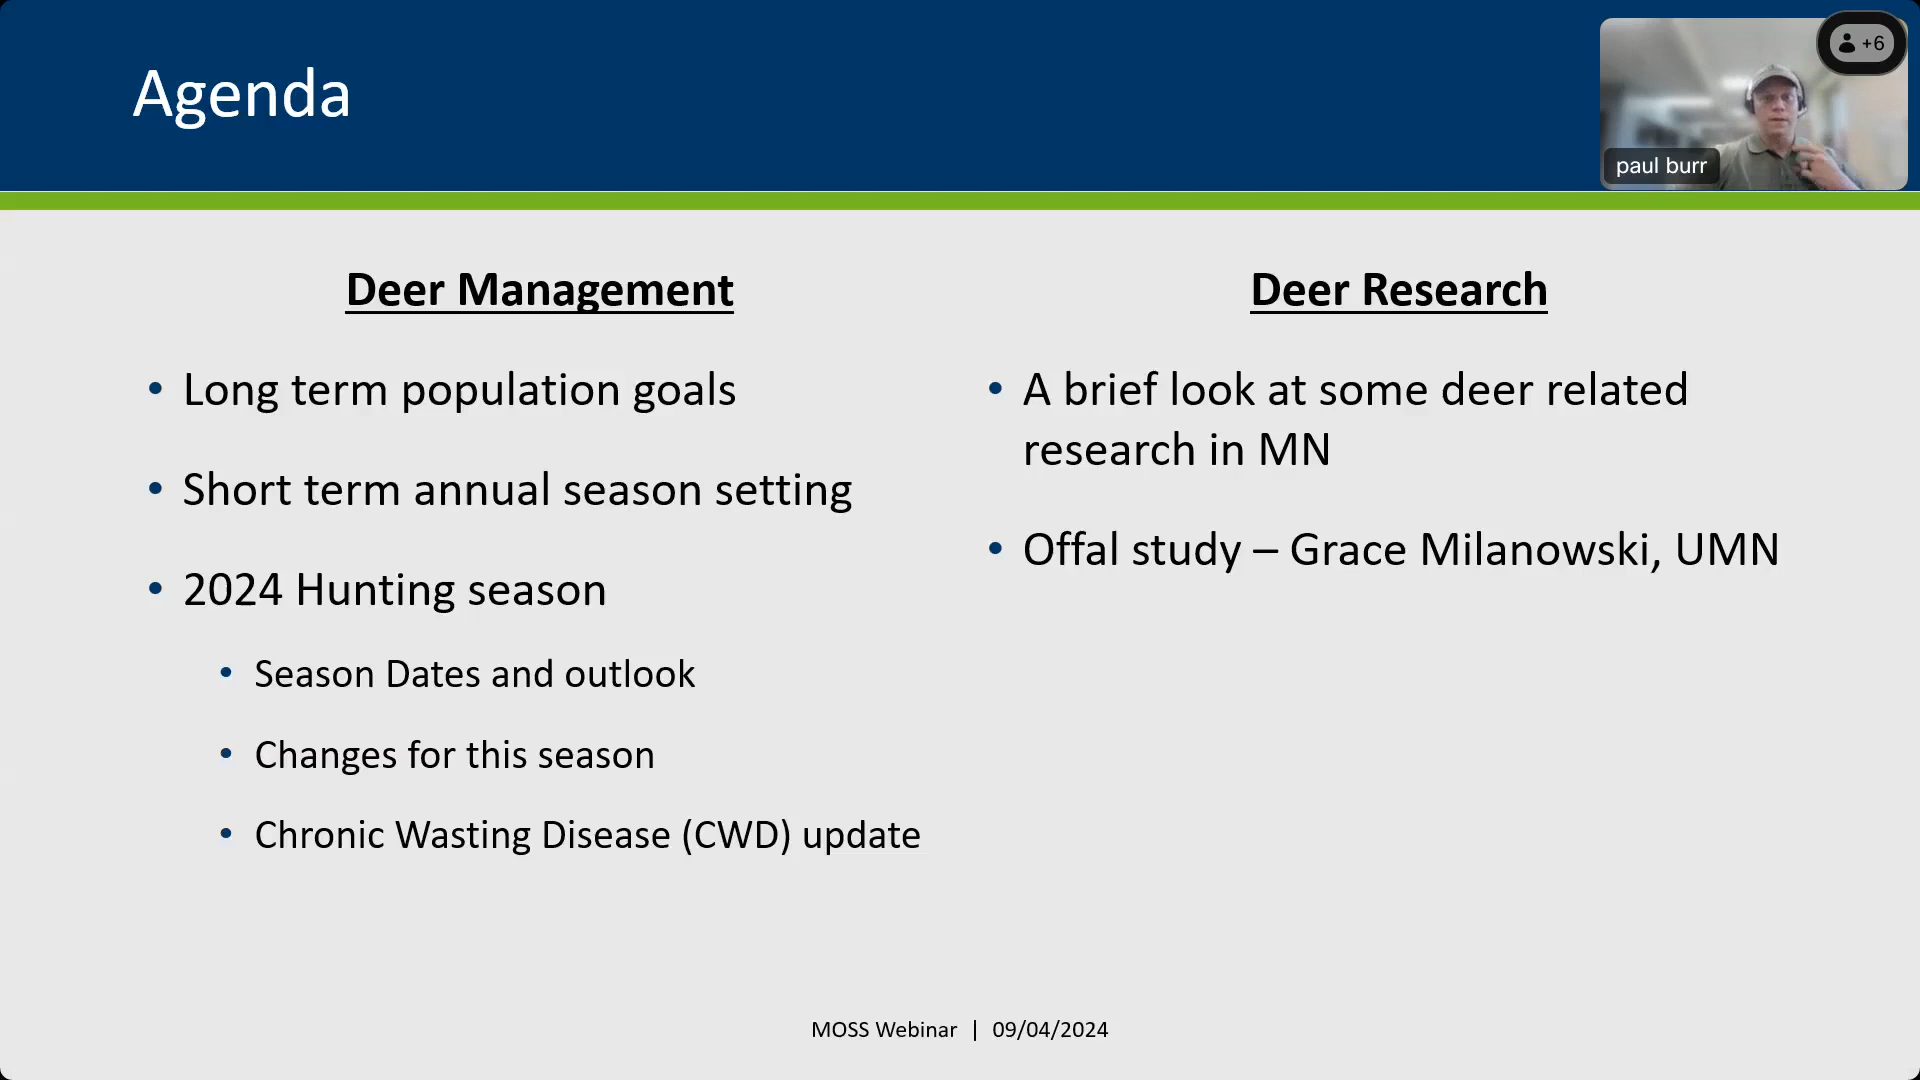 Agenda
+6
paul burr
Deer Management
• Long term population goals
• Short term annual season setting
• 2024 Hunting season
• Season Dates and outlook
• Changes for this season
• Chronic Wasting Disease (CWD) update
Deer Research
• A brief look at some deer related
research in MN
• Offal study – Grace Milanowski, UMN
MOSS Webinar | 09/04/2024